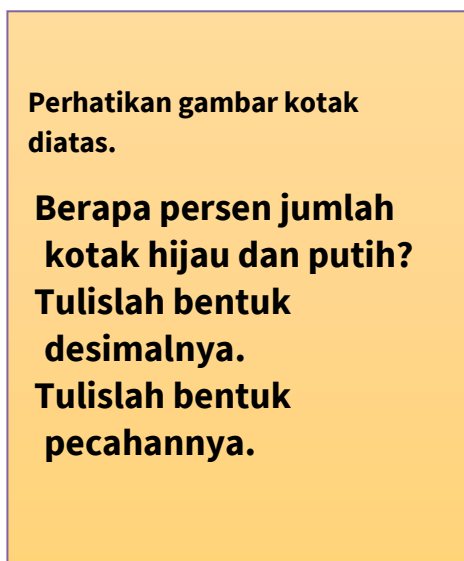 Perhatikan gambar kotak
diatas.
Berapa persen jumlah
kotak hijau dan putih?
Tulislah bentuk
desimalnya.
Tulislah bentuk
pecahannya.